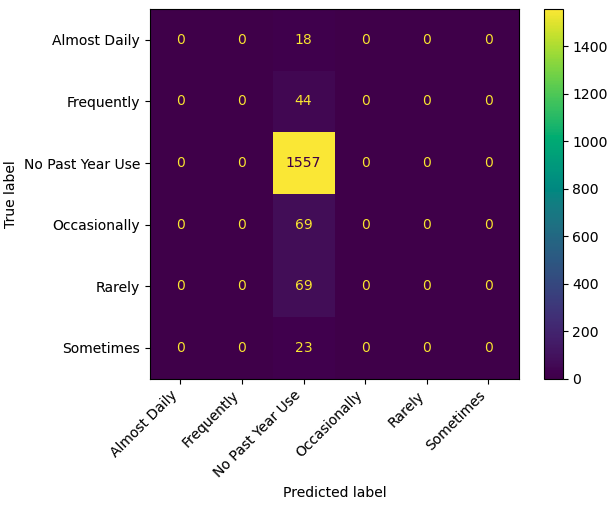 Almost Daily 0 0 18 0 0 0
Frequently 0 0 44 0 0 0
No Past Year Use 0 0 1557 0 0 0
Occasionally 0 0 69 0 0 0
Rarely 0 0 69 0 0 0
Sometimes 0 0 23 0 0 0
True label
Almost Daily
Frequently
No Past Year Use
Occasionally
Rarely
Sometimes
Predicted label
1400
1200
1000
800
600
400
200
0